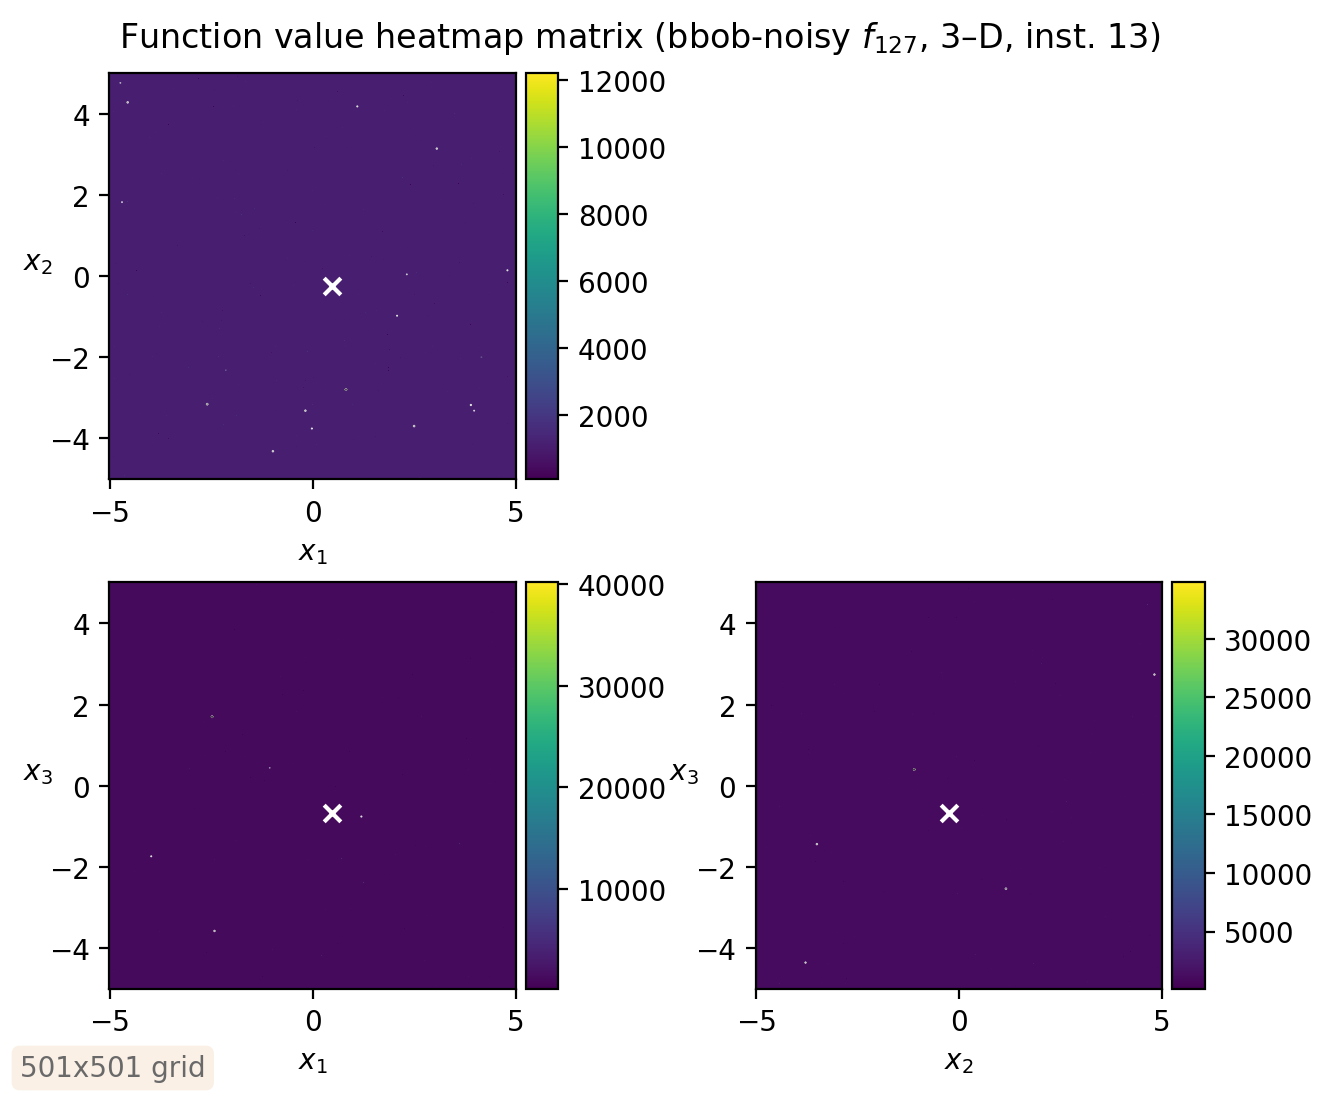 Function value heatmap matrix (bbob-noisy f₁₂₇, 3–D, inst. 13)
4
2
0
−2
−4
x₂
−5 0 5
x₁
12000
10000
8000
6000
4000
2000
4
2
0
−2
−4
x₃
−5 0 5
x₁
40000
30000
20000
10000
4
2
0
−2
−4
x₃
−5 0 5
x₂
30000
25000
20000
15000
10000
5000
501x501 grid